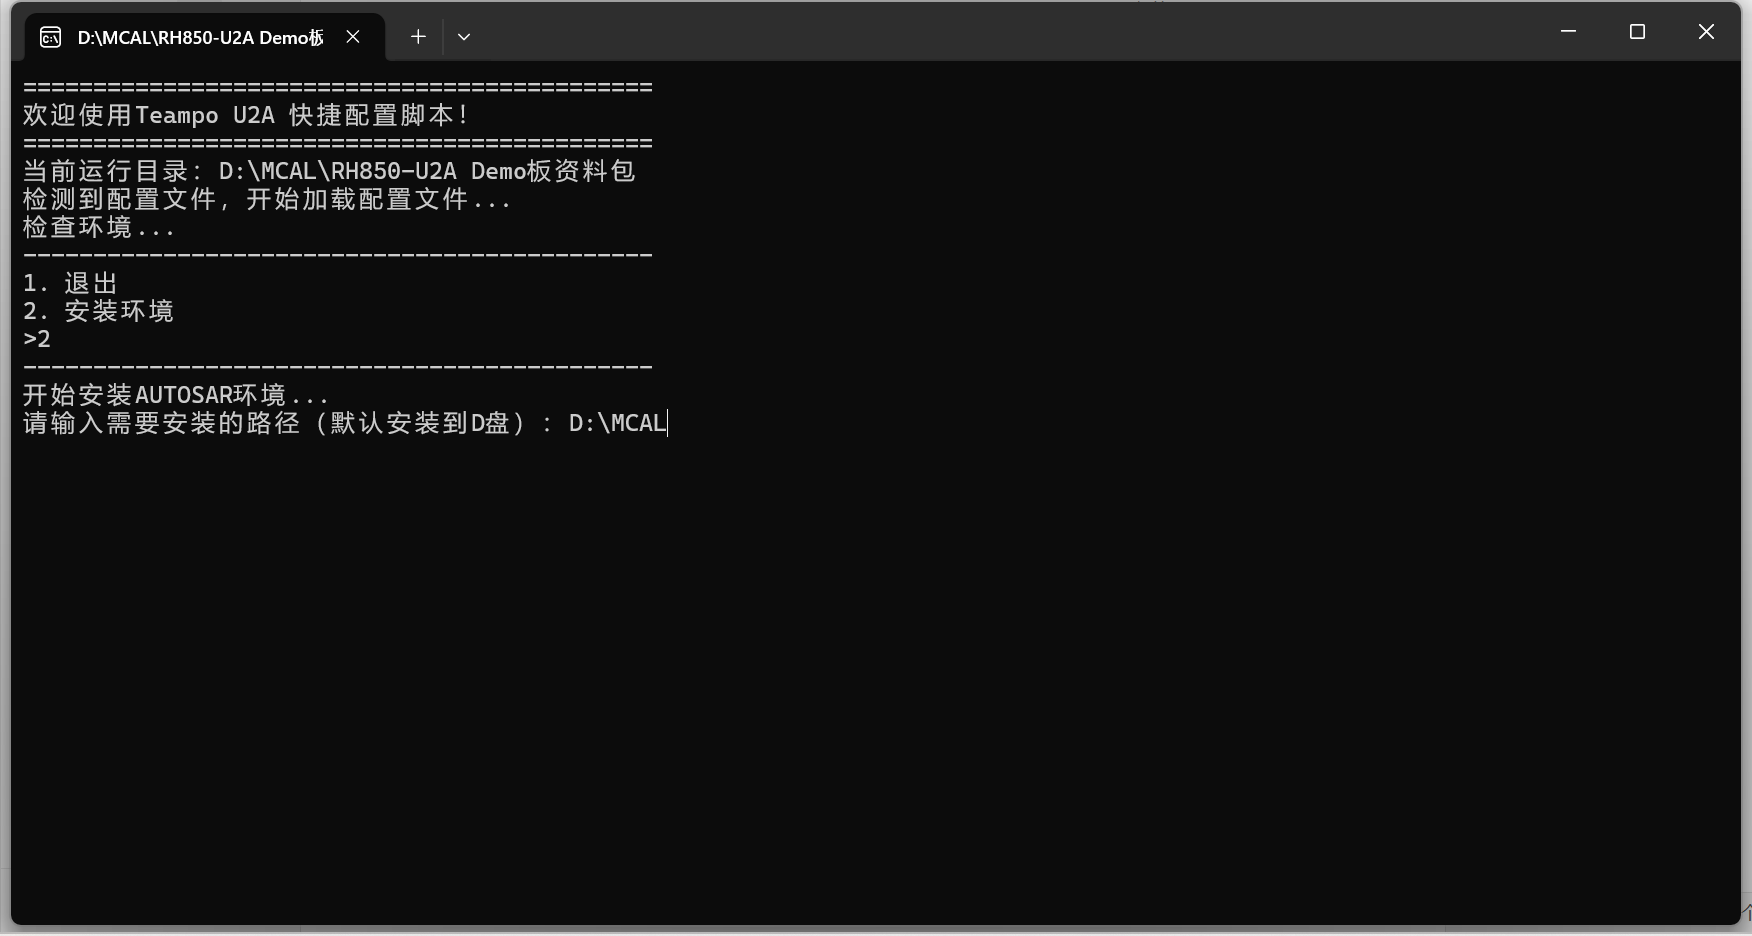 D:\MCAL\RH850-U2A Demo板
=============================================
欢迎使用Teampo U2A 快捷配置脚本!
=============================================
当前运行目录: D:\MCAL\RH850-U2A Demo板资料包
检测到配置文件, 开始加载配置文件...
检查环境...
---------------------------------------------
1. 退出
2. 安装环境
>2
---------------------------------------------
开始安装AUTOSAR环境...
请输入需要安装的路径（默认安装到D盘）: D:\MCAL